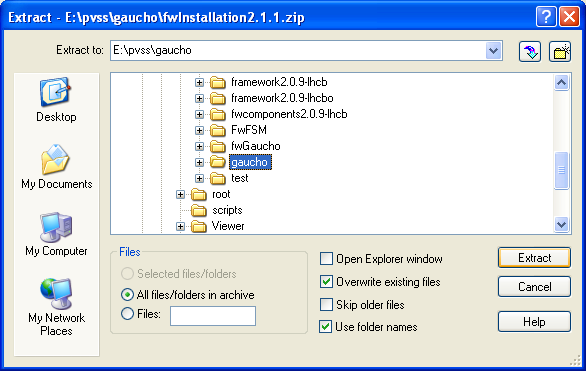 Extract - E:\pvss\gaucho\fwInstallation2.1.1.zip
Extract to: E:\pvss\gaucho
Desktop
My Documents
My Computer
My Network
Places
framework2.0.9-lhcb
framework2.0.9-lhcbo
fwcomponents2.0.9-lhcb
FwFSM
fwGaucho
gaucho
test
root
scripts
Viewer
Files
Selected files/folders
All files/folders in archive
Files:
Open Explorer window
Overwrite existing files
Skip older files
Use folder names
Extract
Cancel
Help